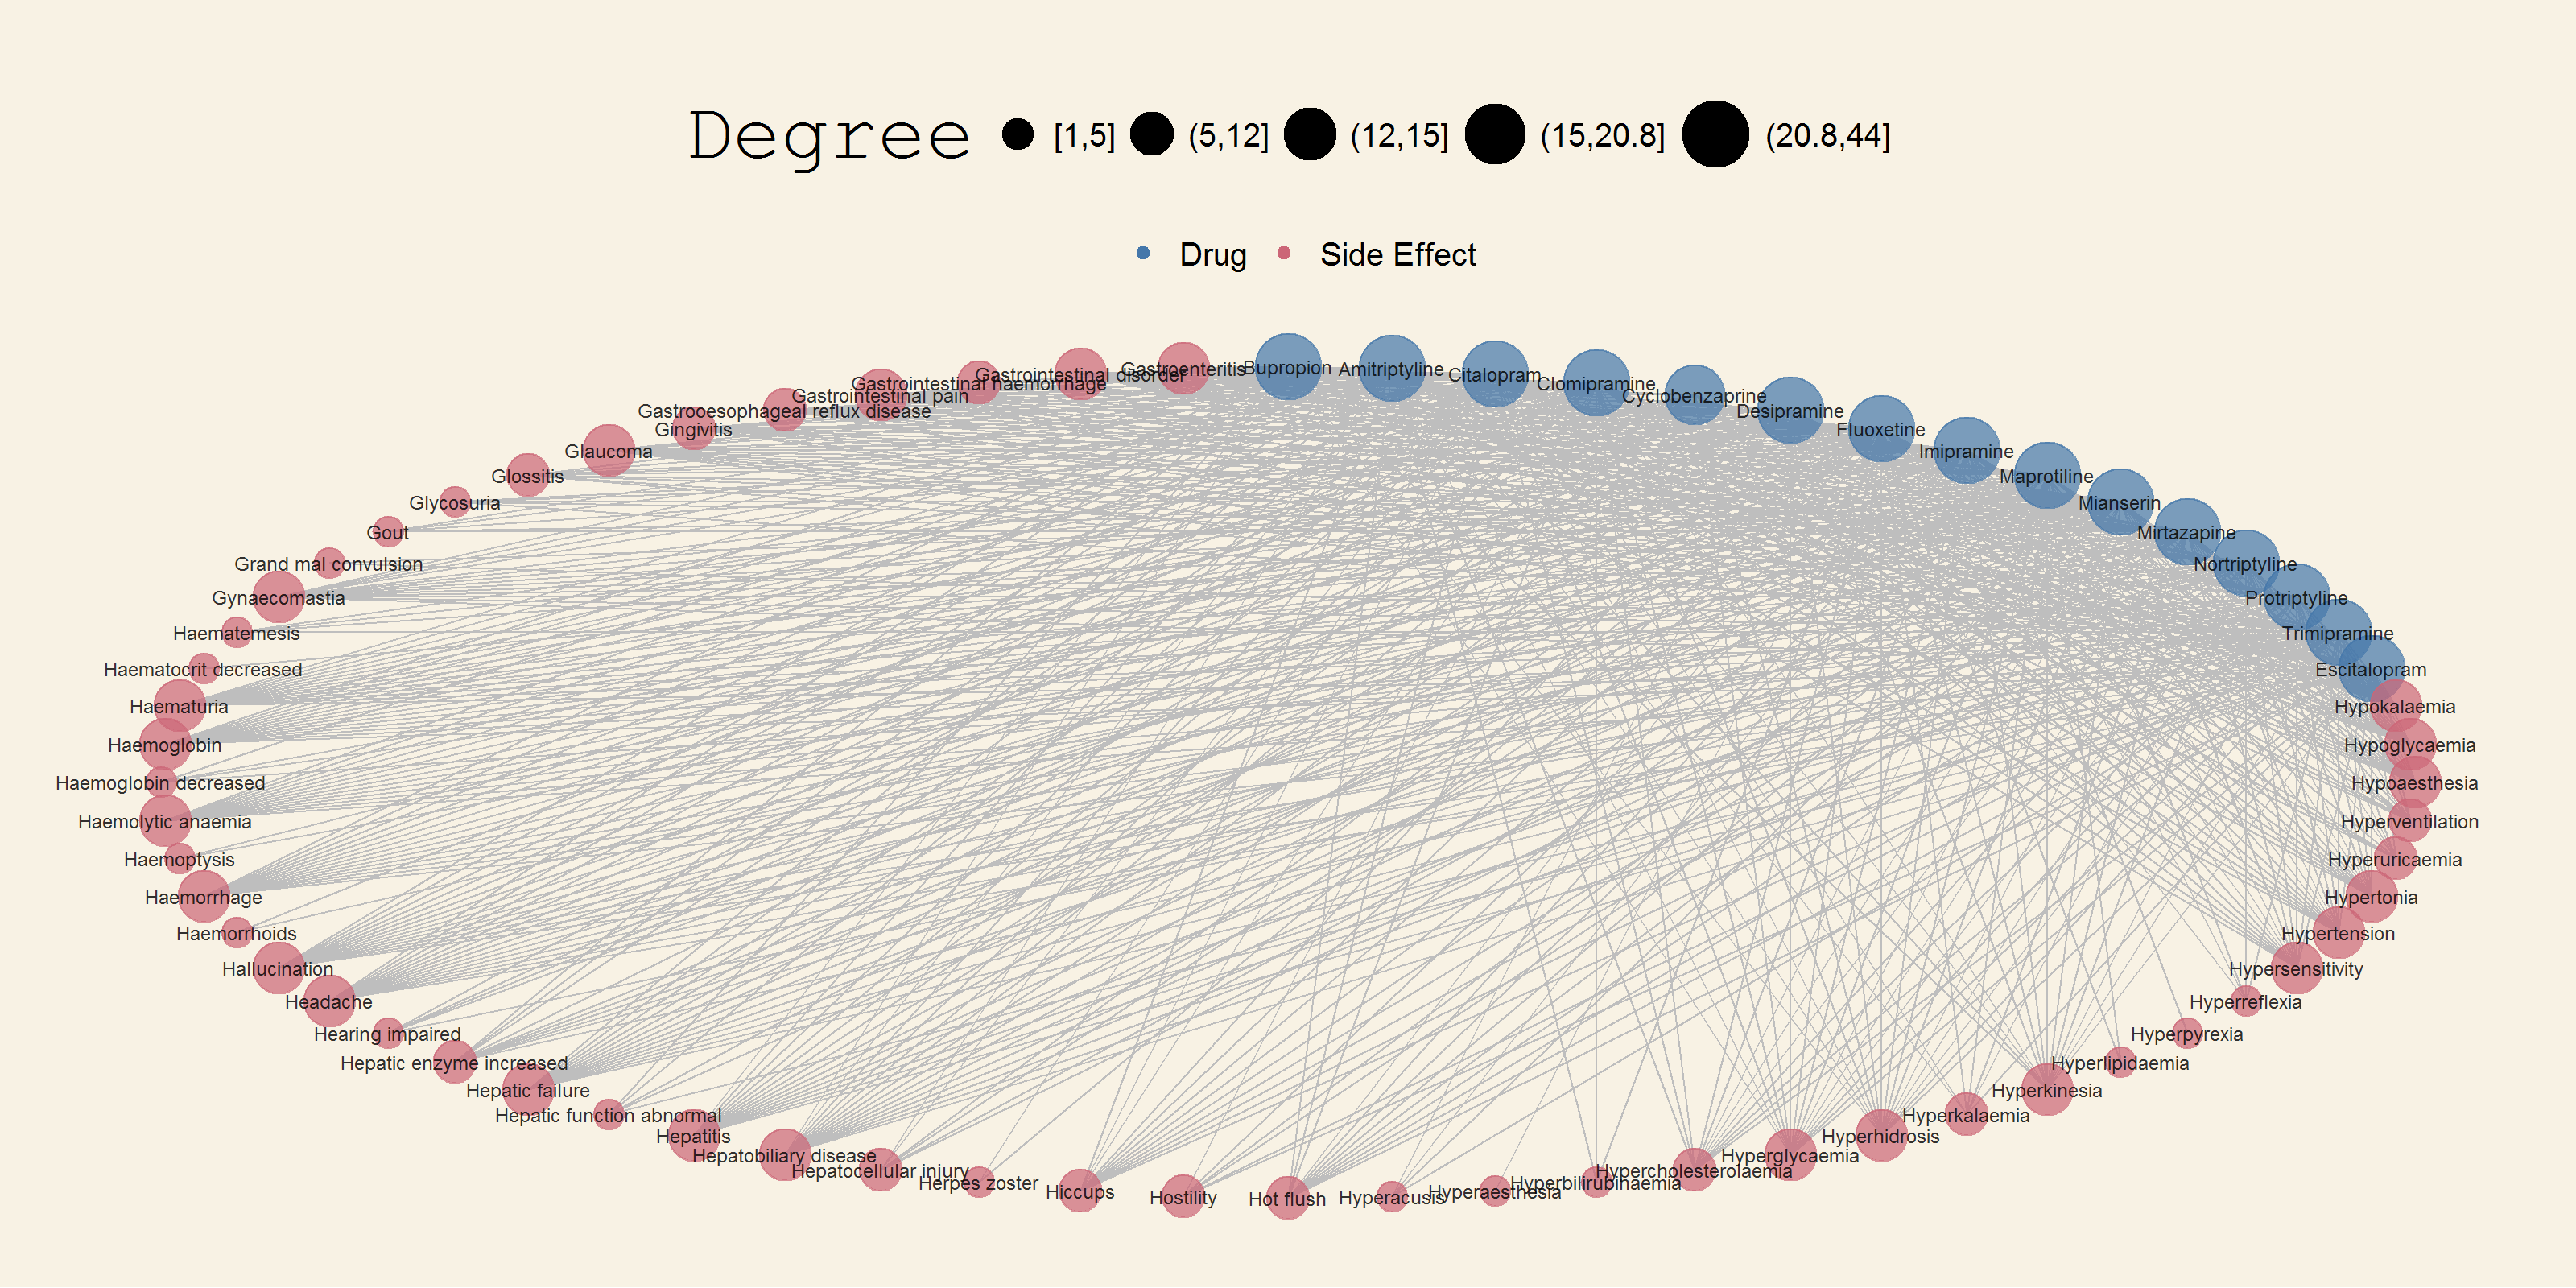 Degree [1,5] (5,12] (12,15] (15,20.8] (20.8,44]
Drug Side Effect
Bupropion
Amitriptyline
Citalopram
Clomipramine
Cyclobenzaprine
Desipramine
Fluoxetine
Imipramine
Maprotiline
Mianserin
Mirtazapine
Nortriptyline
Protriptyline
Trimipramine
Escitalopram
Hypokalaemia
Hypoglycaemia
Hypoaesthesia
Hyperventilation
Hyperuricaemia
Hypertonia
Hypertension
Hypersensitivity
Hyperreflexia
Hyperpyrexia
Hyperlipidaemia
Hyperkinesia
Hyperkalaemia
Hyperhidrosis
Hyperglycaemia
Hypercholesterolaemia
Hyperbilirubinaemia
Hyperaesthesia
Hyperacusis
Hot flush
Hostility
Hiccups
Herpes zoster
Hepatocellular injury
Hepatobiliary disease
Hepatitis
Hepatic function abnormal
Hepatic failure
Hepatic enzyme increased
Hearing impaired
Headache
Hallucination
Haemorrhoids
Haemorrhage
Haemoptysis
Haemolytic anaemia
Haemoglobin decreased
Haemoglobin
Haematuria
Haematocrit decreased
Haematemesis
Gynaecomastia
Grand mal convulsion
Gout
Glycosuria
Glossitis
Glaucoma
Gingivitis
Gastrooesophageal reflux disease
Gastrointestinal pain
Gastrointestinal haemorrhage
Gastrointestinal disorder
Gastroenteritis